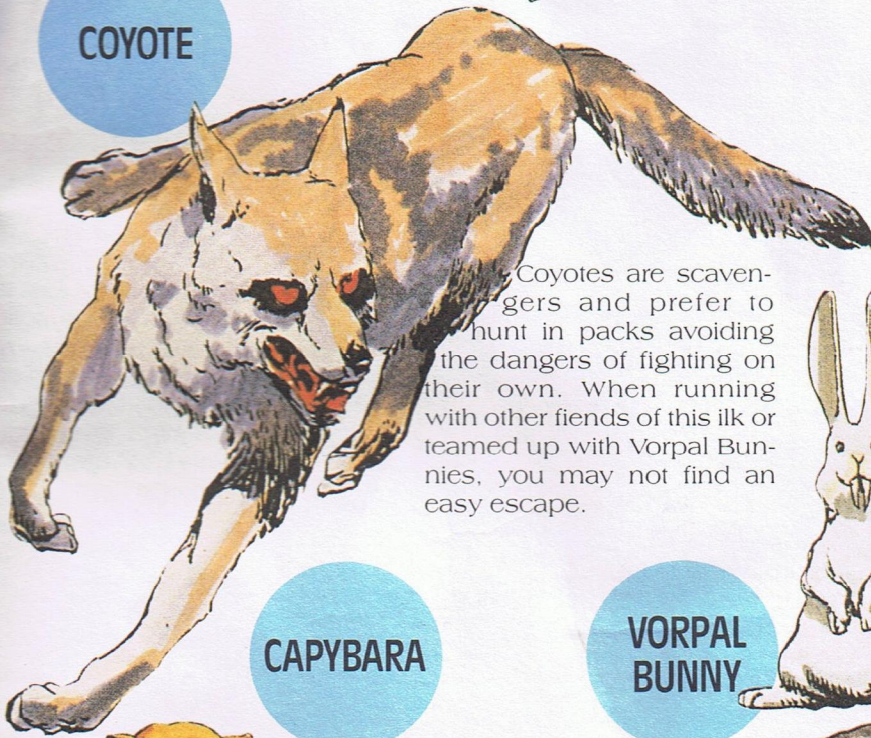 COYOTE
Coyotes are scaven-
gers and prefer to
hunt in packs avoiding
the dangers of fighting on
their own. When running
with other fiends of this ilk or
teamed up with Vorpal Bun-
nies, you may not find an
easy escape.
CAPYBARA
VORPAL
BUNNY